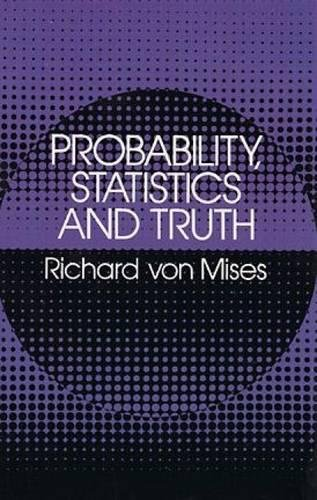 PROBABILITY,
STATISTICS
AND TRUTH
Richard von Mises